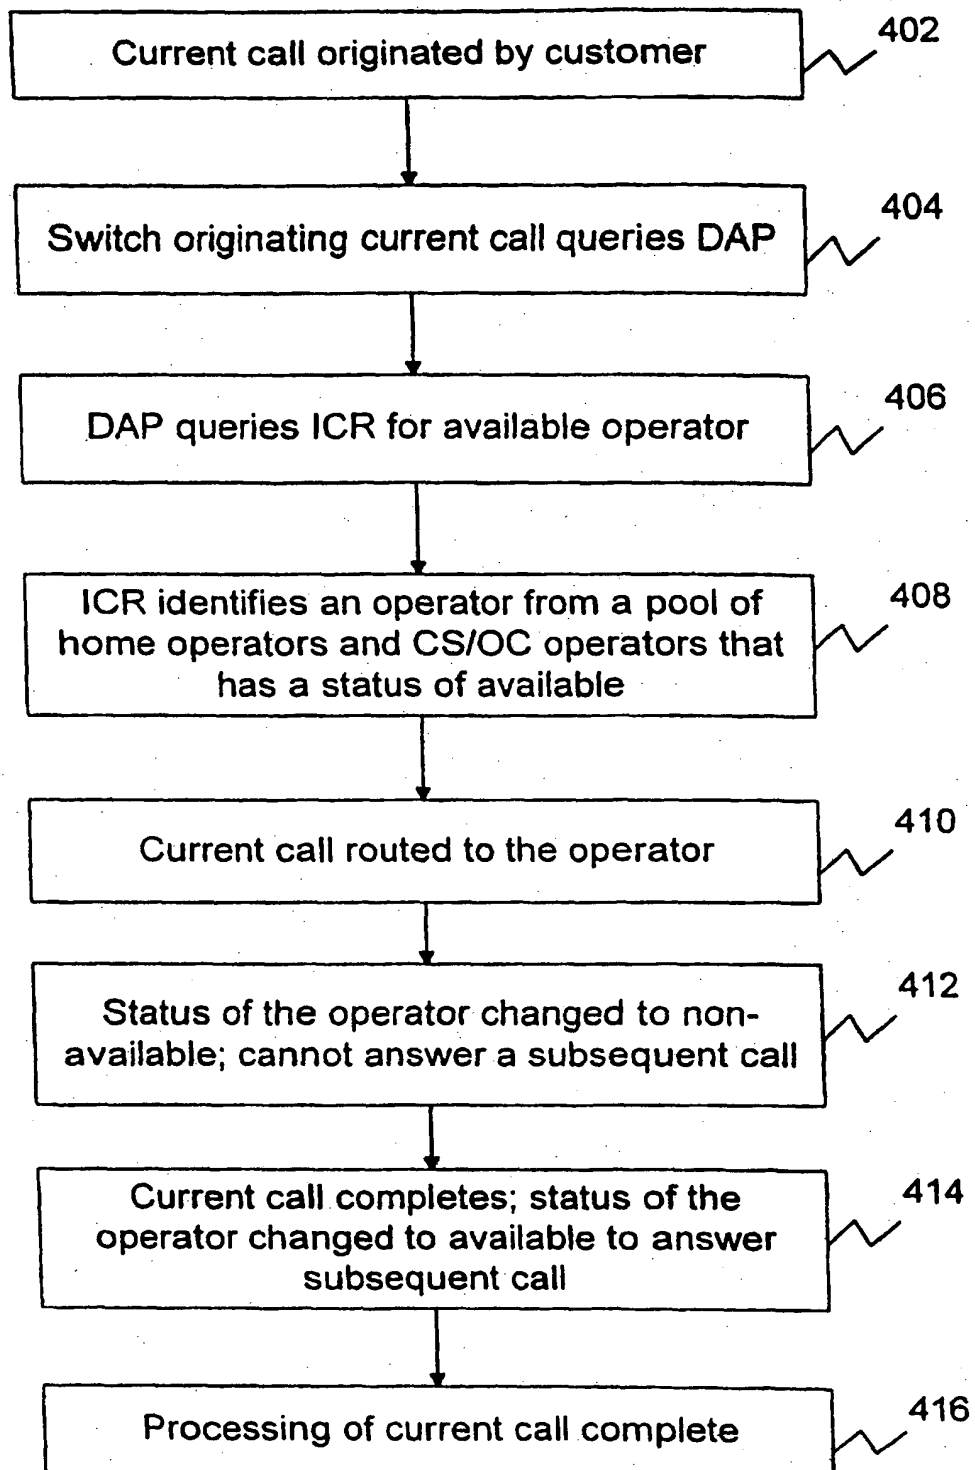 Current call originated by customer
402
Switch originating current call queries DAP
404
DAP queries ICR for available operator
406
ICR identifies an operator from a pool of
home operators and CS/OC operators that
has a status of available
408
Current call routed to the operator
410
Status of the operator changed to non-
available; cannot answer a subsequent call
412
Current call completes; status of the
operator changed to available to answer
subsequent call
414
Processing of current call complete
416